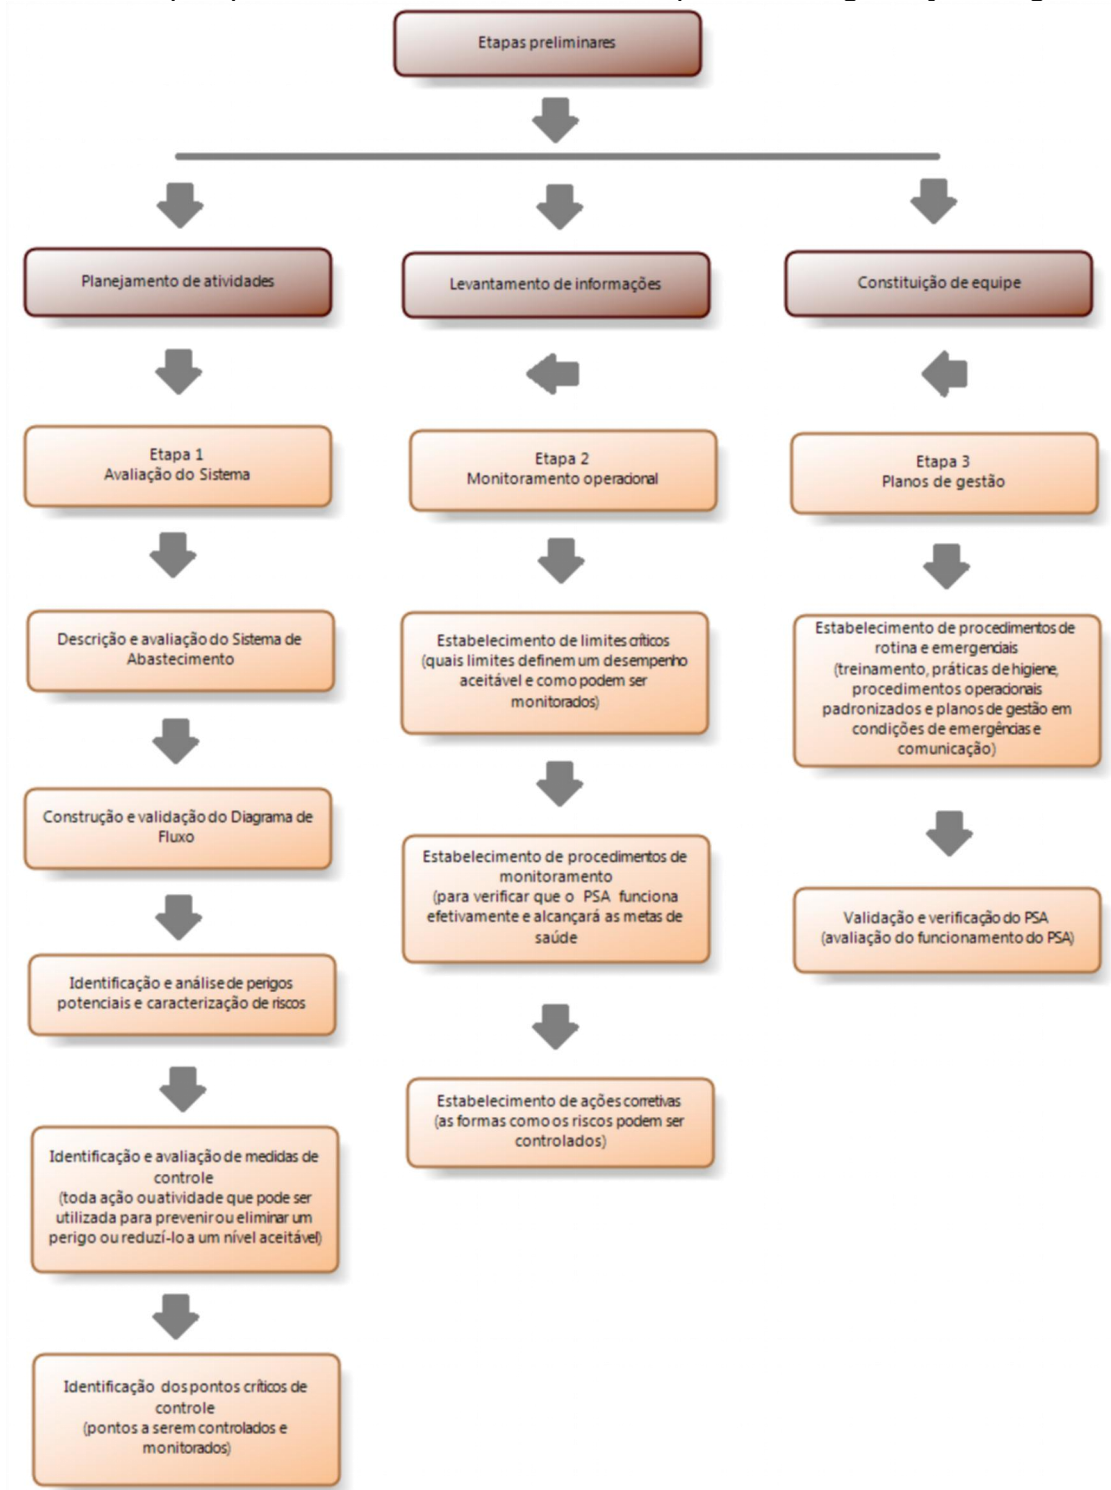 Etapas preliminares
Planejamento de atividades
Levantamento de informações
Constituição de equipe
Etapa 1
Avaliação do Sistema
Etapa 2
Monitoramento operacional
Etapa 3
Planos de gestão
Descrição e avaliação do Sistema de
Abastecimento
Construção e validação do Diagrama de
Fluxo
Identificação e análise de perigos
potenciais e caracterização de riscos
Identificação e avaliação de medidas de
controle
(toda ação ou atividade que pode ser
utilizada para prevenir ou eliminar um
perigo ou reduzí-lo a um nível aceitável)
Identificação dos pontos críticos de
controle
(pontos a serem controlados e
monitorados)
Estabelecimento de limites críticos
(quais limites definem um desempenho
aceitável e como podem ser
monitorados)
Estabelecimento de procedimentos de
monitoramento
(para verificar que o PSA funciona
efetivamente e alcançará as metas de
saúde
Estabelecimento de ações corretivas
(as formas como os riscos podem ser
controlados)
Estabelecimento de procedimentos de
rotina e emergenciais
(treinamento, práticas de higiene,
procedimentos operacionais
padronizados e planos de gestão em
condições de emergências e
comunicação)
Validação e verificação do PSA
(avaliação do funcionamento do PSA)